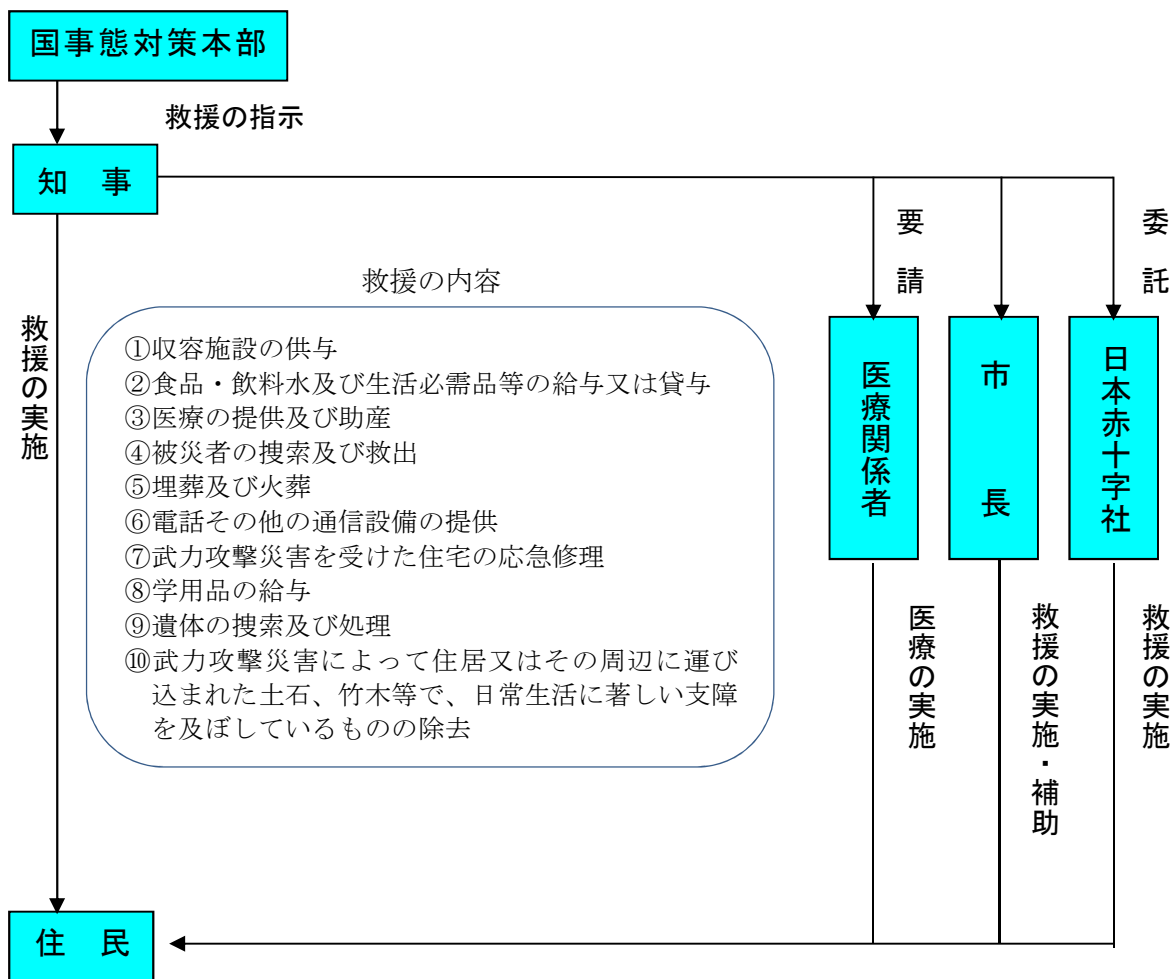 国事態対策本部
救援の指示
知 事
要請
委託
救援の内容
救援の実施
①収容施設の供与
②食品・飲料水及び生活必需品等の給与又は貸与
③医療の提供及び助産
④被災者の捜索及び救出
⑤埋葬及び火葬
⑥電話その他の通信設備の提供
⑦武力攻撃災害を受けた住宅の応急修理
⑧学用品の給与
⑨遺体の捜索及び処理
⑩武力攻撃災害によって住居又はその周辺に運び
込まれた土石、竹木等で、日常生活に著しい支障
を及ぼしているものの除去
医療関係者
市 長
日本赤十字社
医療の実施
救援の実施・補助
救援の実施
住 民